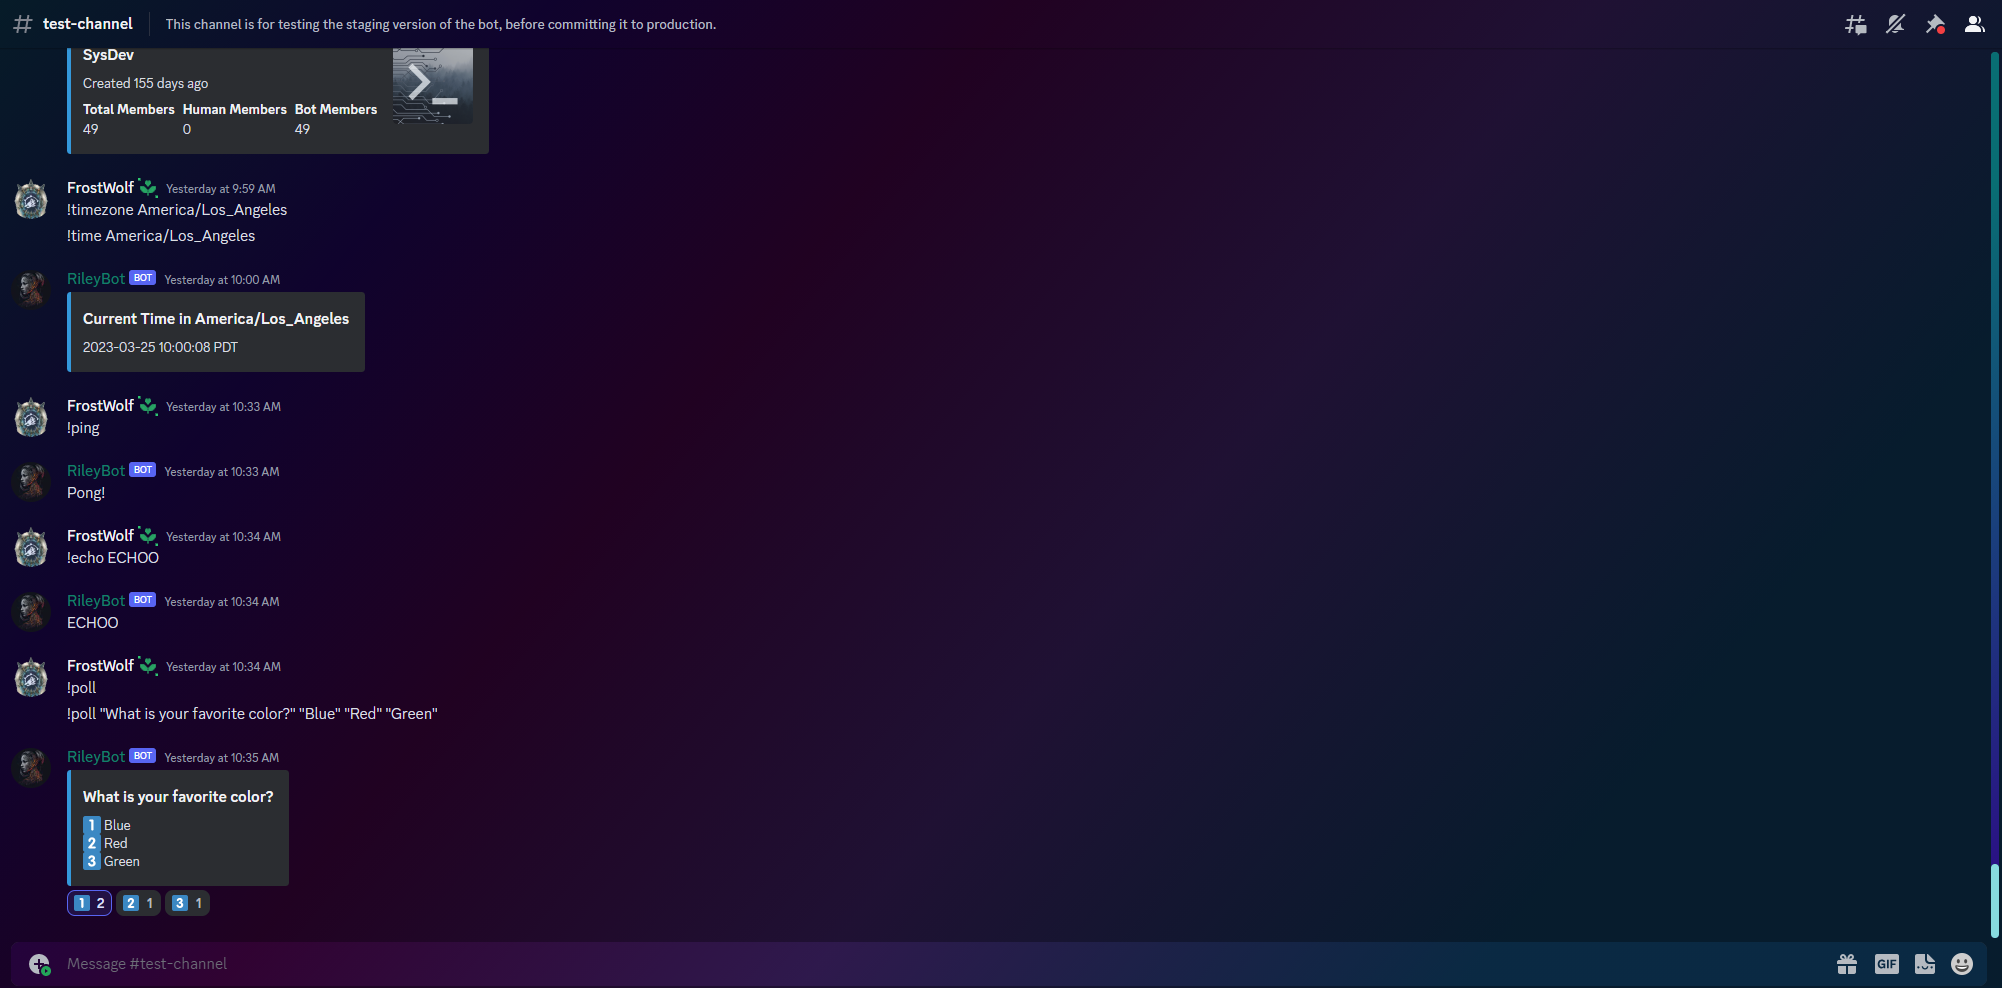 test-channel This channel is for testing the staging version of the bot, before committing it to production.
SysDev
Created 155 days ago
Total Members Human Members Bot Members
49 0 49
FrostWolf Yesterday at 9:59 AM
!timezone America/Los_Angeles
!time America/Los_Angeles
RileyBot BOT Yesterday at 10:00 AM
Current Time in America/Los_Angeles
2023-03-25 10:00:08 PDT
FrostWolf Yesterday at 10:33 AM
!ping
RileyBot BOT Yesterday at 10:33 AM
Pong!
FrostWolf Yesterday at 10:34 AM
!echo ECHOO
RileyBot BOT Yesterday at 10:34 AM
ECHOO
FrostWolf Yesterday at 10:34 AM
!poll
!poll "What is your favorite color?" "Blue" "Red" "Green"
RileyBot BOT Yesterday at 10:35 AM
What is your favorite color?
1 Blue
2 Red
3 Green
1 2 2 1 3 1
Message #test-channel GIF